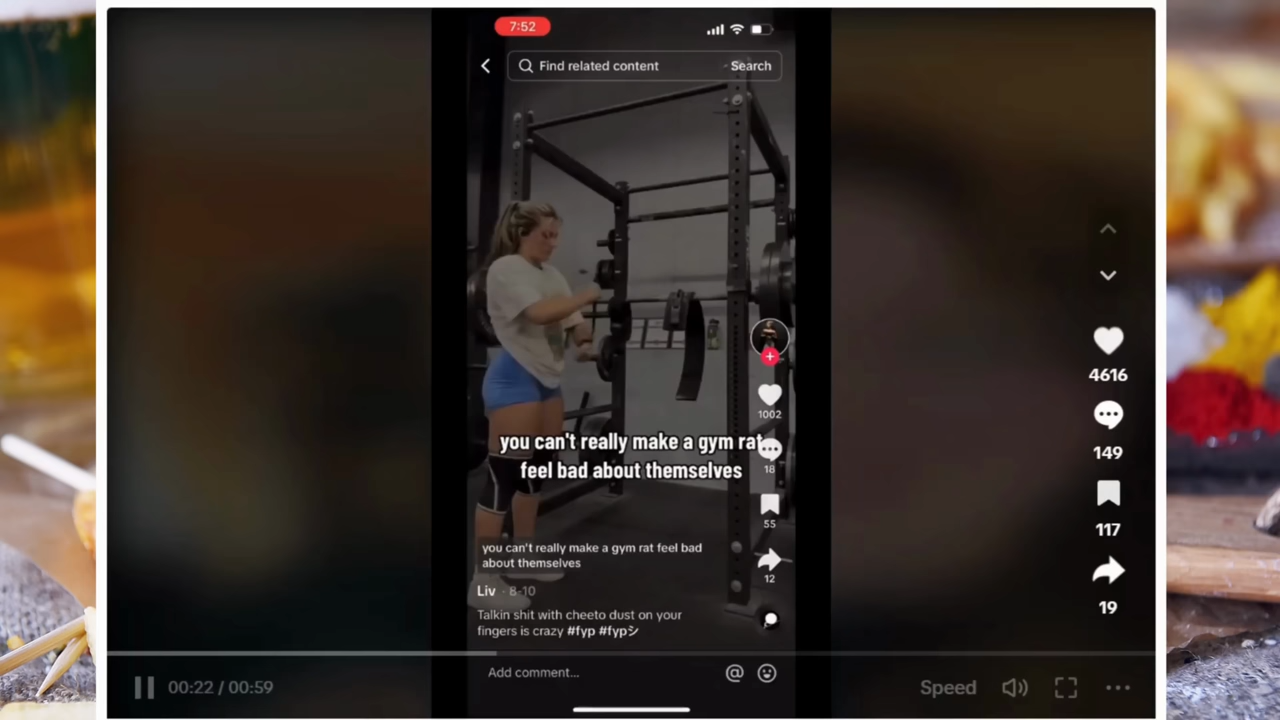 7:52
Find related content
Search
you can't really make a gym rat
feel bad about themselves
1002
18
55
12
you can't really make a gym rat feel bad
about themselves
Liv · 8-10
Talkin shit with cheeto dust on your
fingers is crazy #fyp #fypシ
Add comment...
@
4616
149
117
19
00:22 / 00:59
Speed